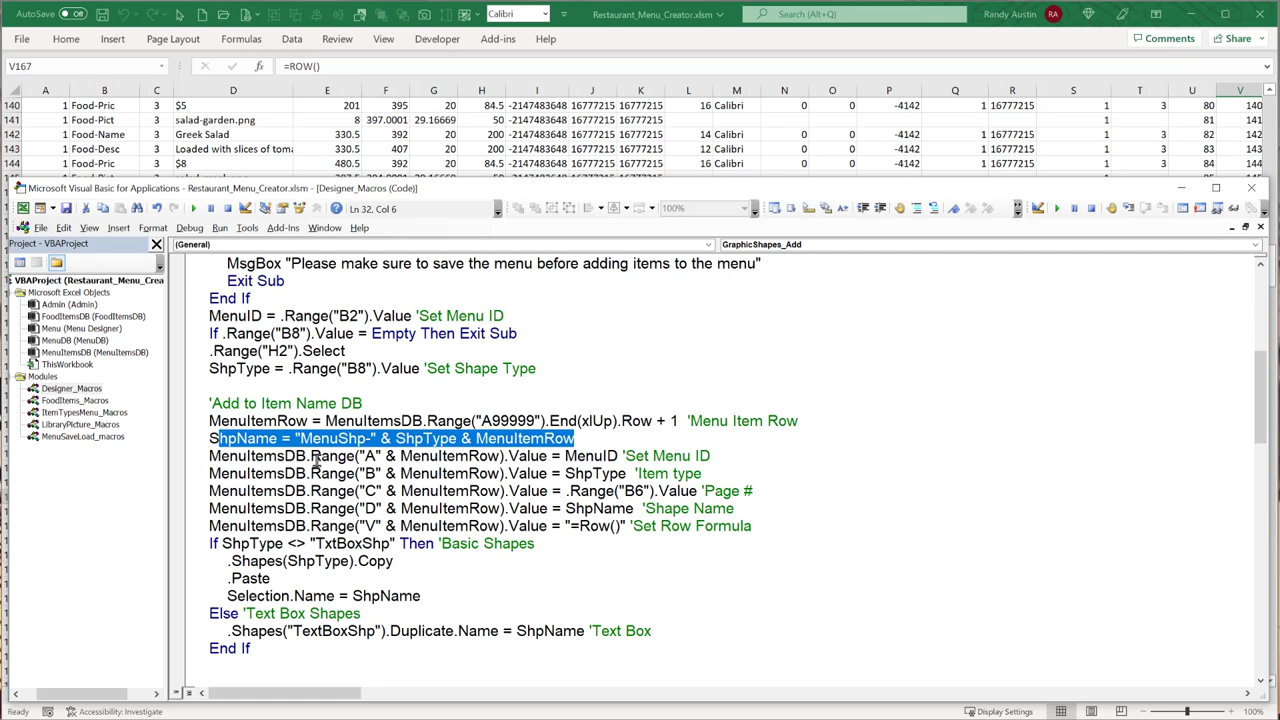 AutoSave Off Calibri Restaurant_Menu_Creator.xlsm Search (Alt+Q) Randy Austin RA
File Home Insert Page Layout Formulas Data Review View Developer Add-ins Help Comments Share
V167 fx =ROW()
A B C D E F G H I J K L M N O P Q R S T U V
140 1 Food-Pric 3 $5 201 395 20 84.5 -2147483648 16777215 16777215 16 Calibri 0 0 -4142 1 16777215 1 3 80 140
141 1 Food-Pict 3 salad-garden.png 8 397.0001 29.16669 50 -2147483648 16777215 16777215 1 81 141
142 1 Food-Name 3 Greek Salad 330.5 392 20 200 -2147483648 16777215 16777215 14 Calibri 0 0 -4142 1 16777215 1 3 82 142
143 1 Food-Desc 3 Loaded with slices of toma 330.5 407 20 200 -2147483648 16777215 16777215 12 Calibri 0 0 -4142 1 16777215 1 3 83 143
144 1 Food-Pric 3 $8 480.5 392 20 84.5 -2147483648 16777215 16777215 16 Calibri 0 0 -4142 1 16777215 1 3 84 144
Microsoft Visual Basic for Applications - Restaurant_Menu_Creator.xlsm - [Designer_Macros (Code)]
Ln 32, Col 6 100%
File Edit View Insert Format Debug Run Tools Add-Ins Window Help
Project - VBAProject
(General) GraphicShapes_Add
VBAProject (Restaurant_Menu_Crea
Microsoft Excel Objects
Admin (Admin)
FoodItemsDB (FoodItemsDB)
Menu (Menu Designer)
MenuDB (MenuDB)
MenuItemsDB (MenuItemsDB)
ThisWorkbook
Modules
Designer_Macros
FoodItems_Macros
ItemTypesMenu_Macros
LibraryPicture_Macros
MenuSaveLoad_macros
MsgBox "Please make sure to save the menu before adding items to the menu"
Exit Sub
End If
MenuID = .Range("B2").Value 'Set Menu ID
If .Range("B8").Value = Empty Then Exit Sub
.Range("H2").Select
ShpType = .Range("B8").Value 'Set Shape Type
'Add to Item Name DB
MenuItemRow = MenuItemsDB.Range("A99999").End(xlUp).Row + 1 'Menu Item Row
ShpName = "MenuShp-" & ShpType & MenuItemRow
MenuItemsDB.Range("A" & MenuItemRow).Value = MenuID 'Set Menu ID
MenuItemsDB.Range("B" & MenuItemRow).Value = ShpType 'Item type
MenuItemsDB.Range("C" & MenuItemRow).Value = .Range("B6").Value 'Page #
MenuItemsDB.Range("D" & MenuItemRow).Value = ShpName 'Shape Name
MenuItemsDB.Range("V" & MenuItemRow).Value = "=Row()" 'Set Row Formula
If ShpType <> "TxtBoxShp" Then 'Basic Shapes
.Shapes(ShpType).Copy
.Paste
Selection.Name = ShpName
Else 'Text Box Shapes
.Shapes("TextBoxShp").Duplicate.Name = ShpName 'Text Box
End If
Ready Accessibility: Investigate Display Settings 100%